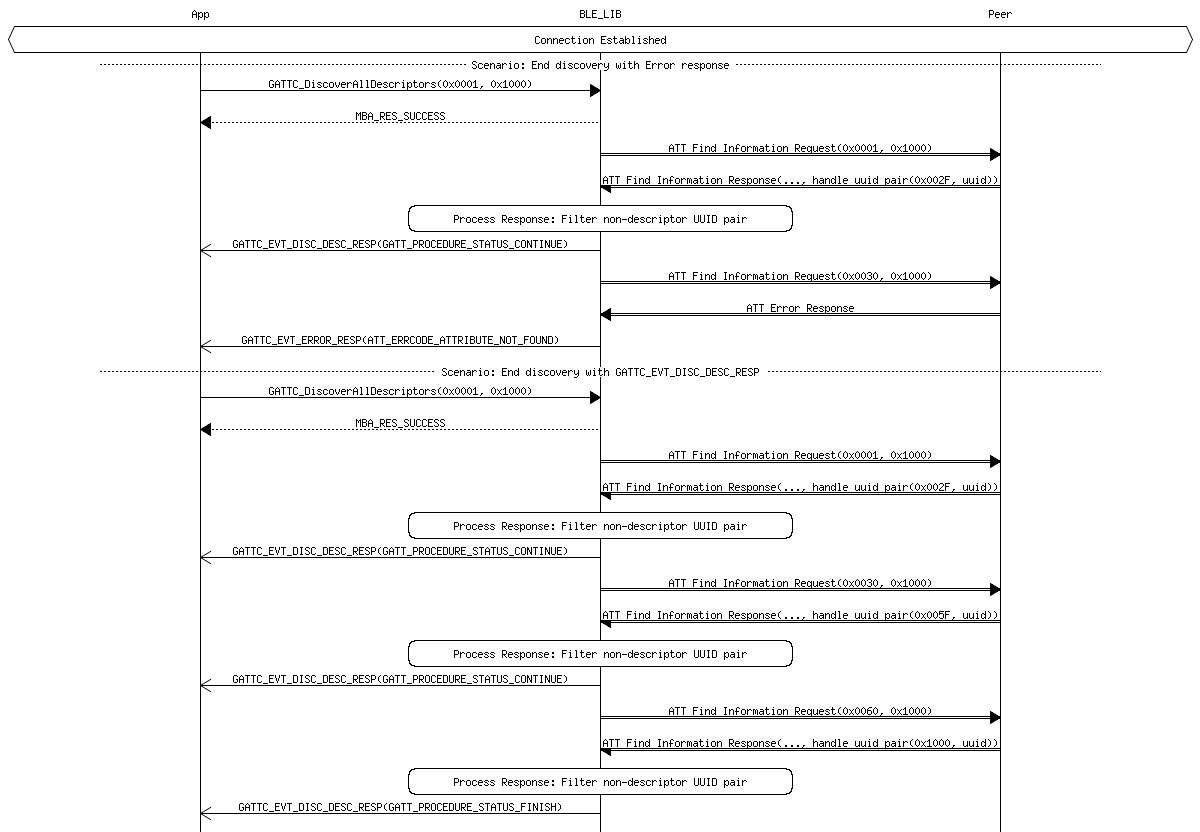 App BLE_LIB Peer
Connection Established
Scenario: End discovery with Error response
GATTC_DiscoverAllDescriptors(0x0001, 0x1000)
MBA_RES_SUCCESS
ATT Find Information Request(0x0001, 0x1000)
ATT Find Information Response(..., handle uuid pair(0x002F, uuid))
Process Response: Filter non-descriptor UUID pair
GATTC_EVT_DISC_DESC_RESP(GATT_PROCEDURE_STATUS_CONTINUE)
ATT Find Information Request(0x0030, 0x1000)
ATT Error Response
GATTC_EVT_ERROR_RESP(ATT_ERRCODE_ATTRIBUTE_NOT_FOUND)
Scenario: End discovery with GATTC_EVT_DISC_DESC_RESP
GATTC_DiscoverAllDescriptors(0x0001, 0x1000)
MBA_RES_SUCCESS
ATT Find Information Request(0x0001, 0x1000)
ATT Find Information Response(..., handle uuid pair(0x002F, uuid))
Process Response: Filter non-descriptor UUID pair
GATTC_EVT_DISC_DESC_RESP(GATT_PROCEDURE_STATUS_CONTINUE)
ATT Find Information Request(0x0030, 0x1000)
ATT Find Information Response(..., handle uuid pair(0x005F, uuid))
Process Response: Filter non-descriptor UUID pair
GATTC_EVT_DISC_DESC_RESP(GATT_PROCEDURE_STATUS_CONTINUE)
ATT Find Information Request(0x0060, 0x1000)
ATT Find Information Response(..., handle uuid pair(0x1000, uuid))
Process Response: Filter non-descriptor UUID pair
GATTC_EVT_DISC_DESC_RESP(GATT_PROCEDURE_STATUS_FINISH)